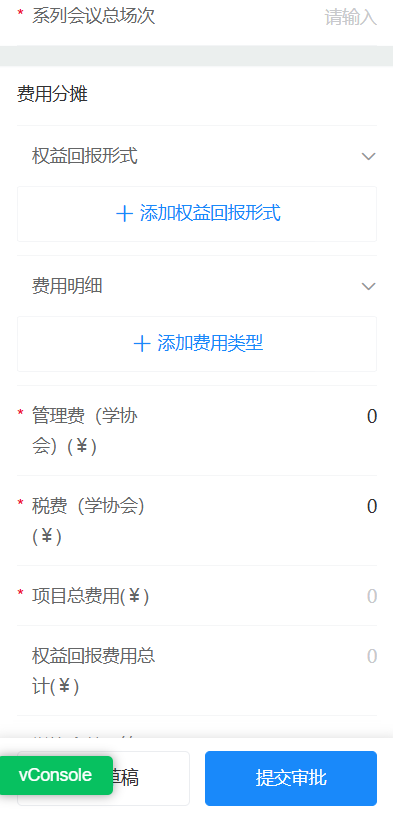 * 系列会议总场次 请输入
费用分摊
权益回报形式
添加权益回报形式
费用明细
添加费用类型
* 管理费（学协 0
会）(￥)
* 税费（学协会） 0
(￥)
* 项目总费用(￥) 0
权益回报费用总 0
计(￥)
vConsole 草稿 提交审批